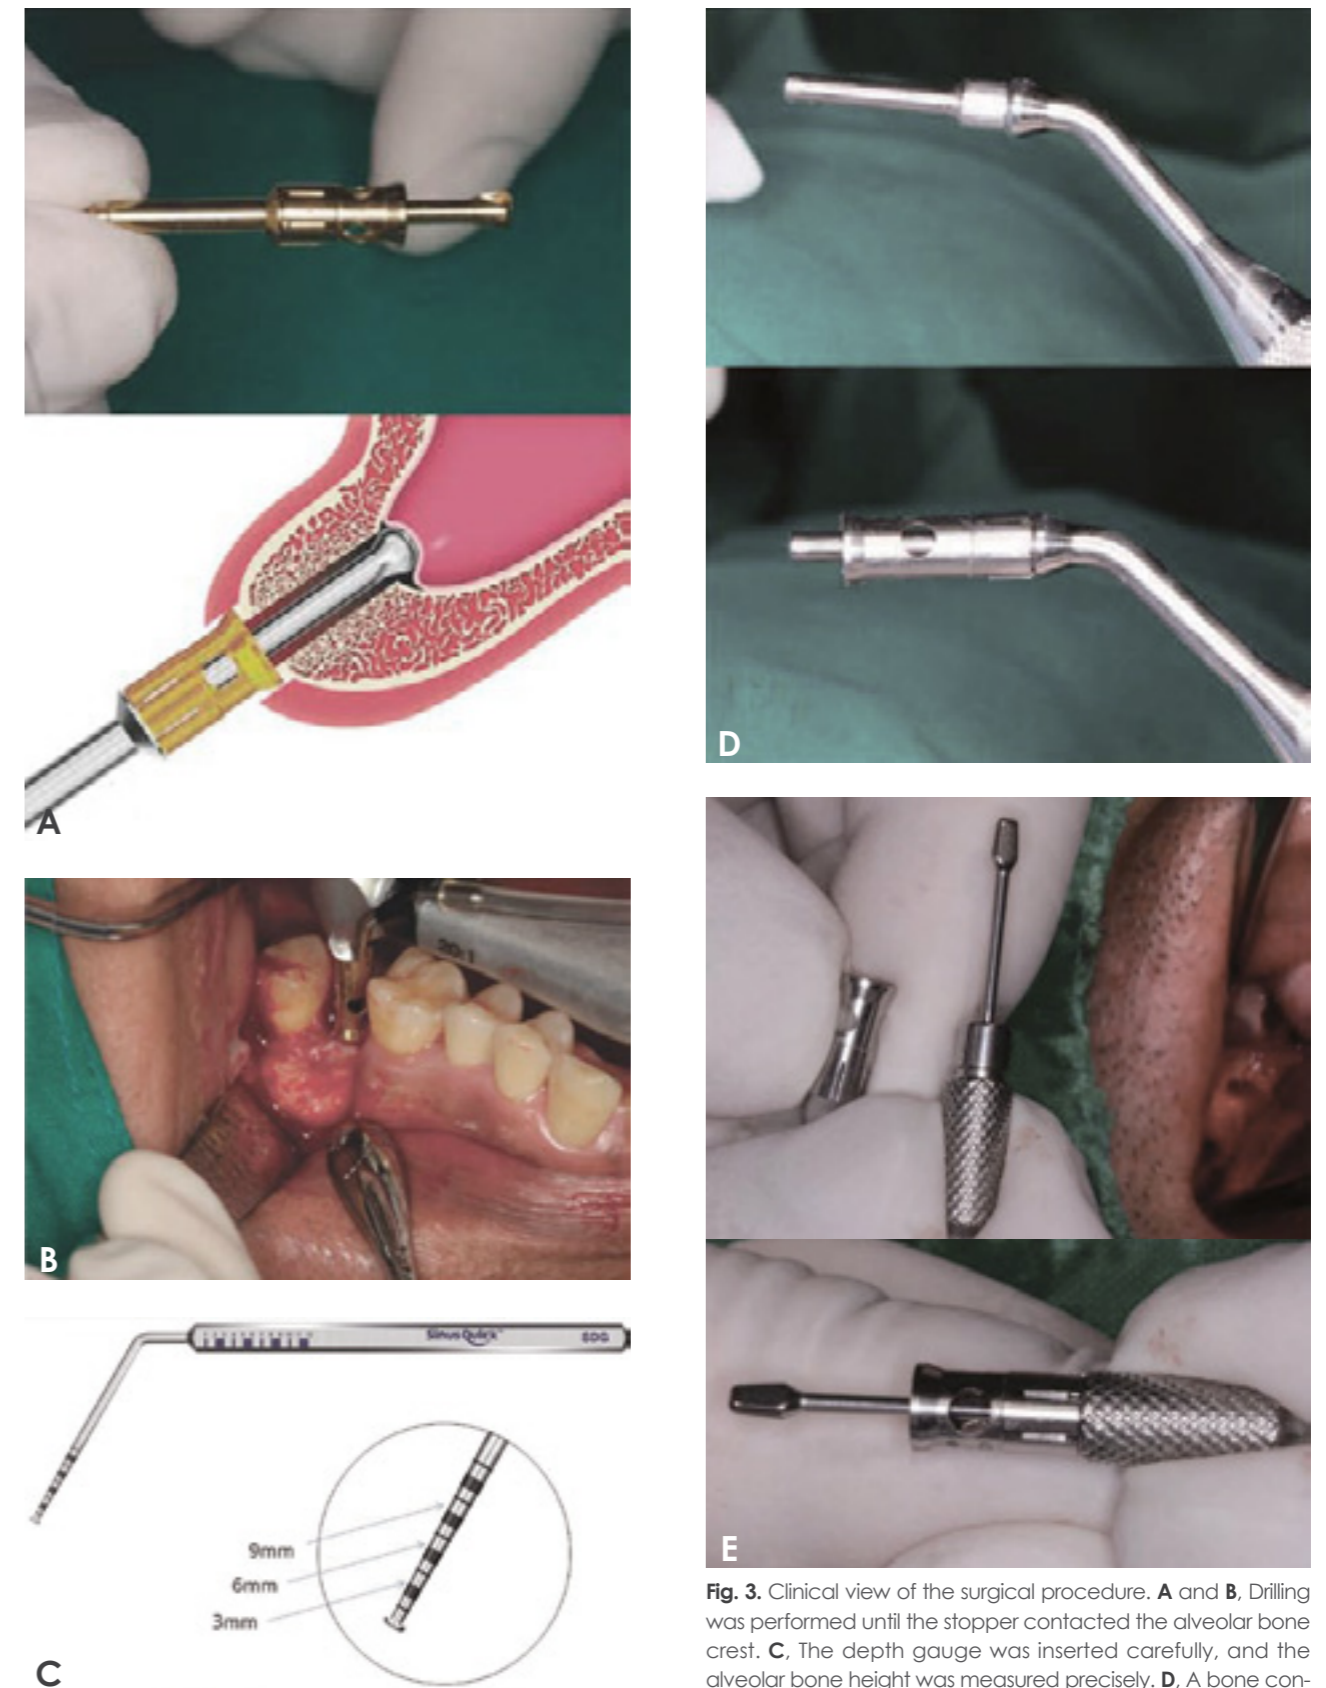 A
20:1
B
SinusQuick™ SDG
9mm
6mm
3mm
C
D
E
Fig. 3. Clinical view of the surgical procedure. A and B, Drilling
was performed until the stopper contacted the alveolar bone
crest. C, The depth gauge was inserted carefully, and the
alveolar bone height was measured precisely. D, A bone con-